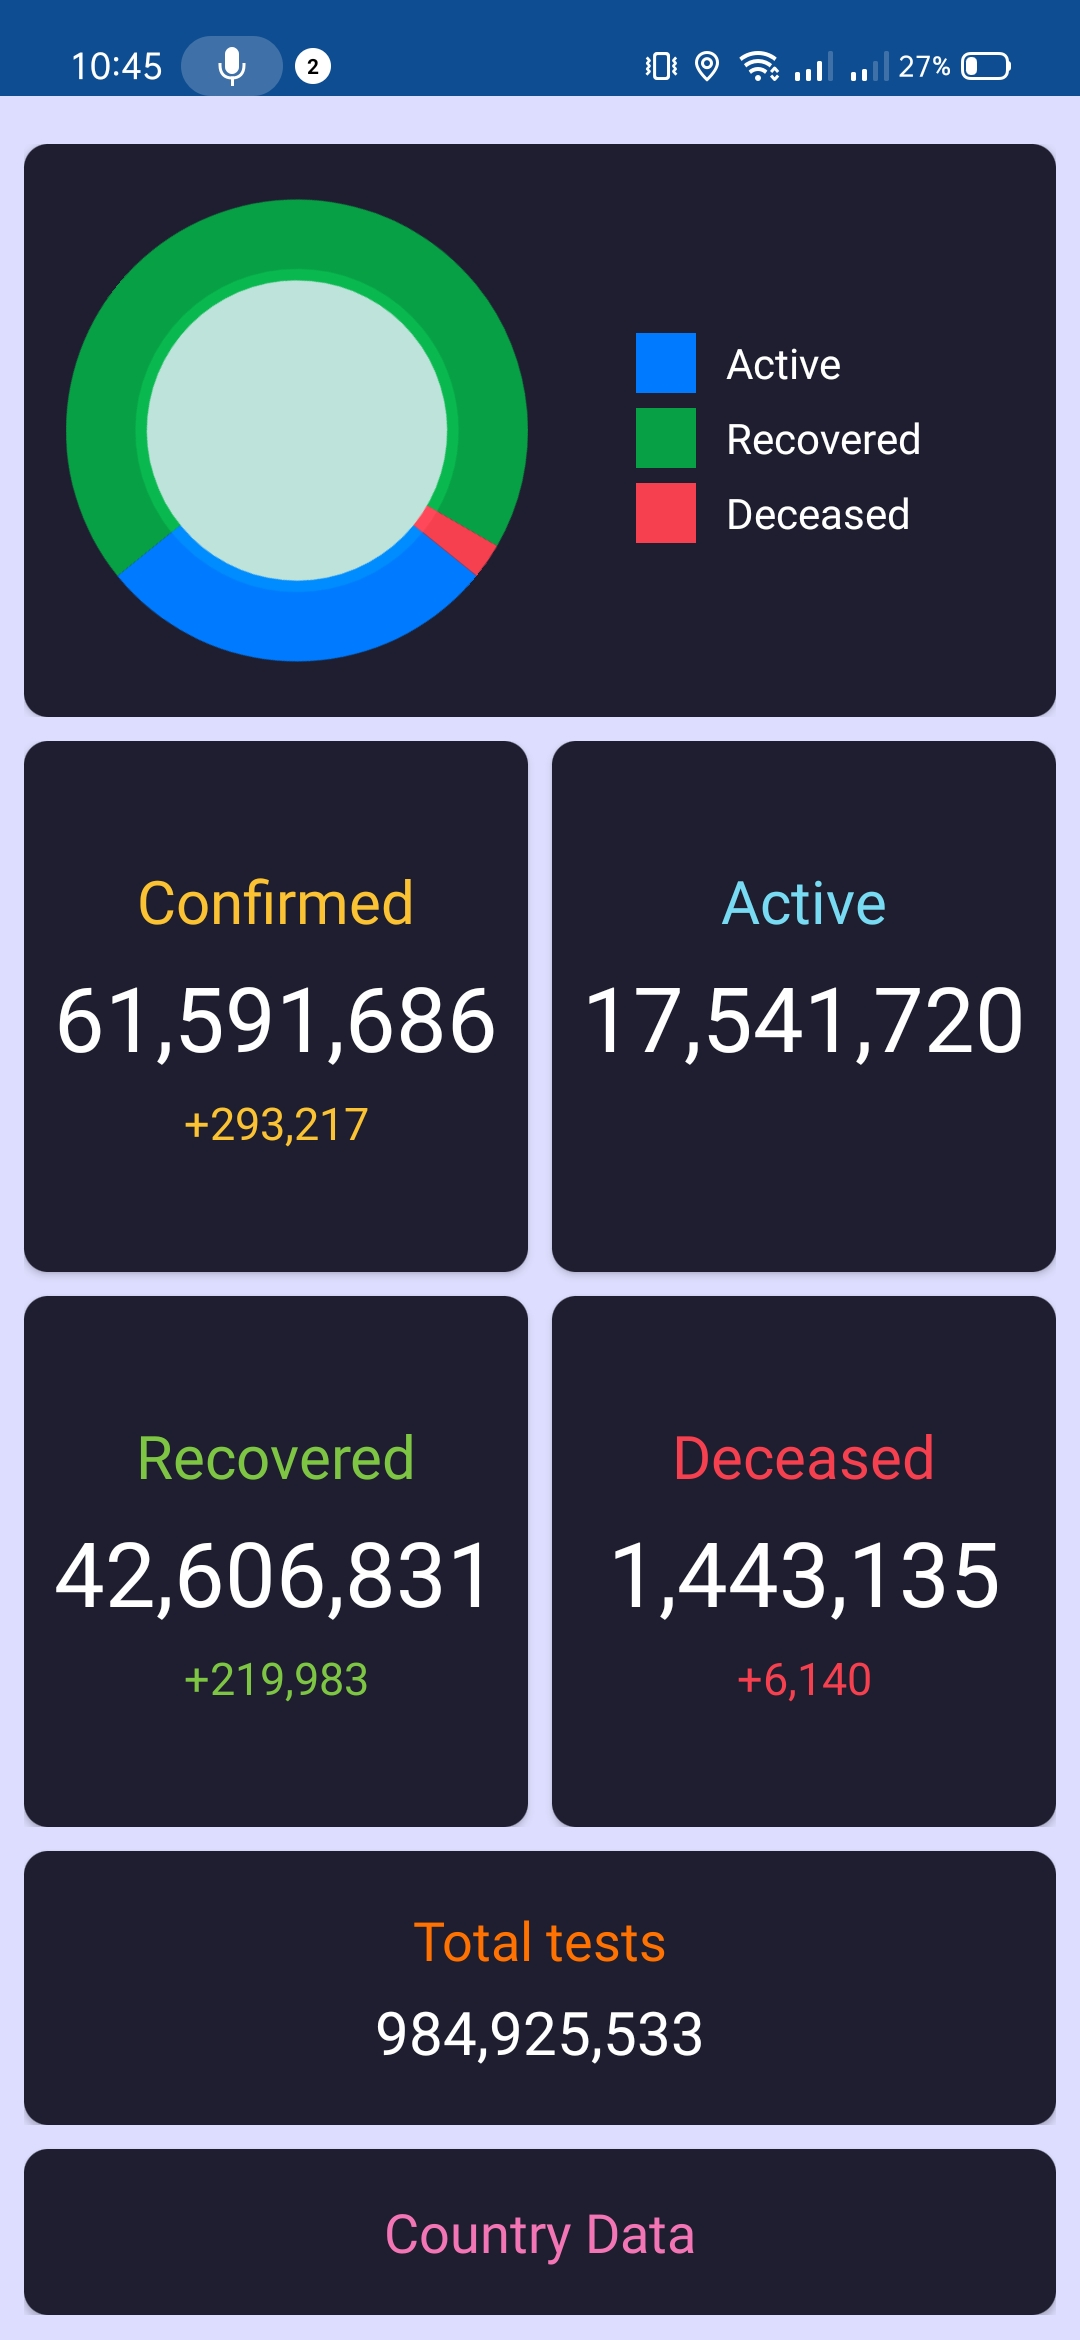 10:45 2 27%
Active
Recovered
Deceased
Confirmed
61,591,686
+293,217
Active
17,541,720
Recovered
42,606,831
+219,983
Deceased
1,443,135
+6,140
Total tests
984,925,533
Country Data